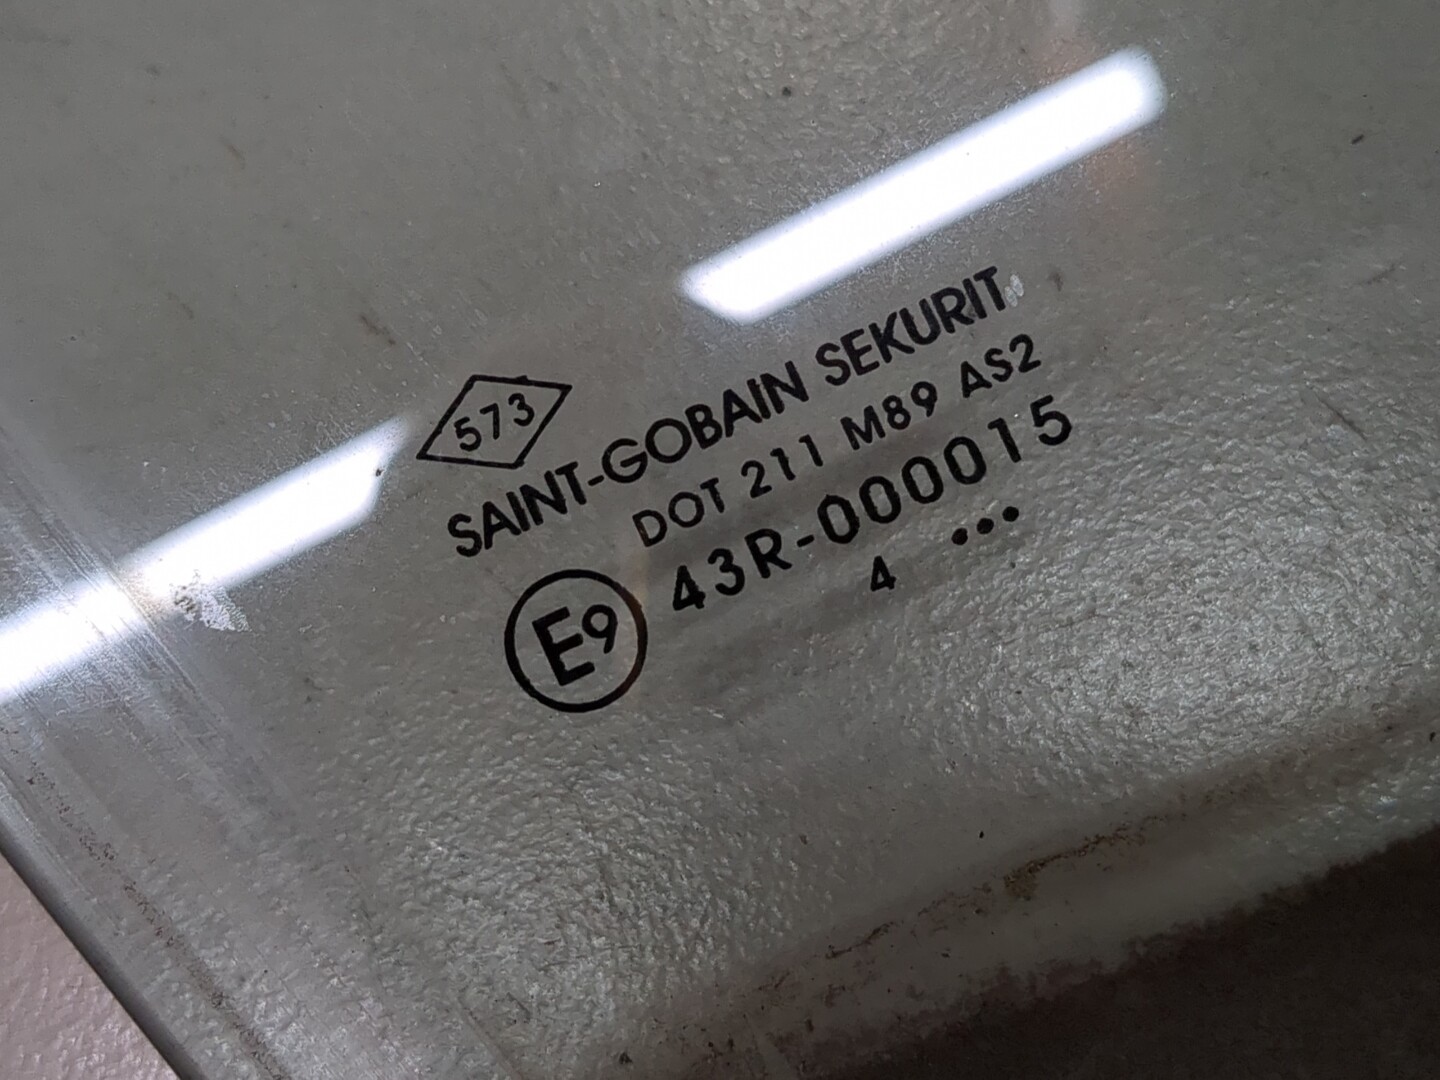 573
SAINT-GOBAIN SEKURIT
DOT 211 M89 AS2
E9 43R-000015
4 •••